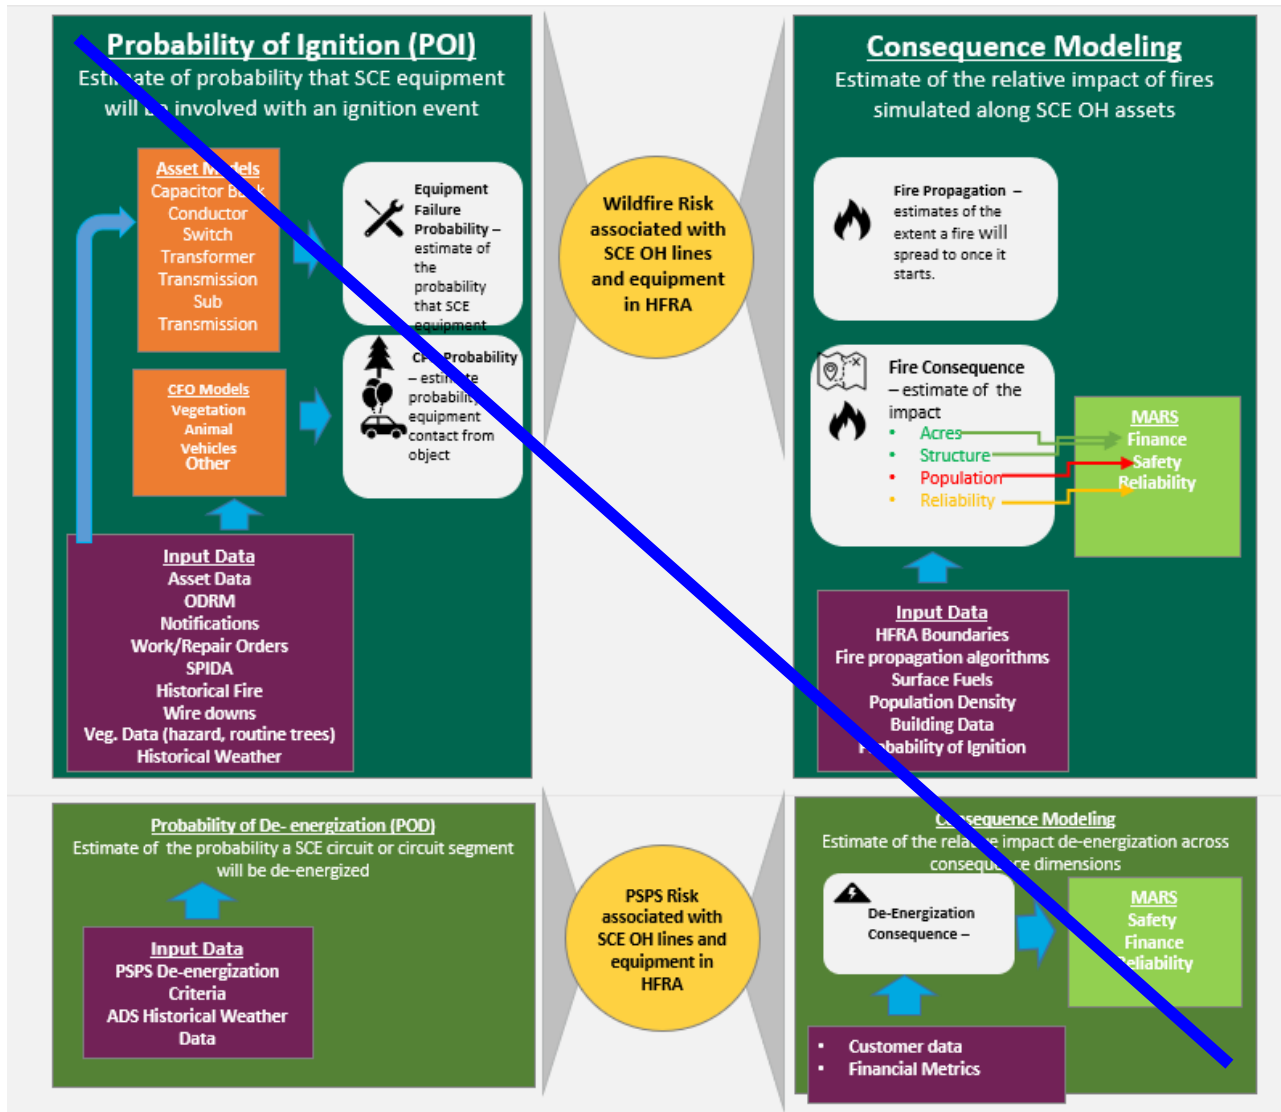 Probability of Ignition (POI)
Estimate of probability that SCE equipment
will be involved with an ignition event
Asset Models
Capacitor Bank
Conductor
Switch
Transformer
Transmission
Sub
Transmission
Equipment
Failure
Probability –
estimate of
the
probability
that SCE
equipment
CFO Models
Vegetation
Animal
Vehicles
Other
CFO Probability
– estimate
probability
equipment
contact from
object
Input Data
Asset Data
ODRM
Notifications
Work/Repair Orders
SPIDA
Historical Fire
Wire downs
Veg. Data (hazard, routine trees)
Historical Weather
Wildfire Risk
associated with
SCE OH lines
and equipment
in HFRA
Consequence Modeling
Estimate of the relative impact of fires
simulated along SCE OH assets
Fire Propagation –
estimates of the
extent a fire will
spread to once it
starts.
Fire Consequence
– estimate of the
impact
• Acres
• Structure
• Population
• Reliability
MARS
Finance
Safety
Reliability
Input Data
HFRA Boundaries
Fire propagation algorithms
Surface Fuels
Population Density
Building Data
Probability of Ignition
Probability of De- energization (POD)
Estimate of the probability a SCE circuit or circuit segment
will be de-energized
Input Data
PSPS De-energization
Criteria
ADS Historical Weather
Data
PSPS Risk
associated with
SCE OH lines and
equipment in
HFRA
Consequence Modeling
Estimate of the relative impact de-energization across
consequence dimensions
De-Energization
Consequence –
MARS
Safety
Finance
Reliability
• Customer data
• Financial Metrics